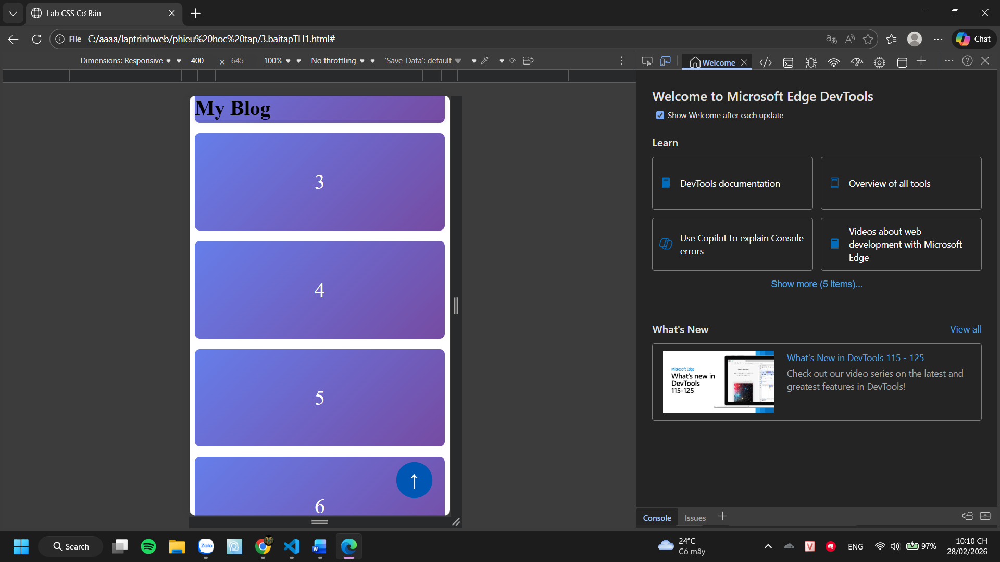 Lab CSS Cơ Bản
File C:/aaaa/laptrinhweb/phieu%20hoc%20tap/3.baitapTH1.html#
Chat
Dimensions: Responsive 400 × 645 100% No throttling 'Save-Data': default
Welcome
My Blog
3
4
5
6
↑
Welcome to Microsoft Edge DevTools
Show Welcome after each update
Learn
DevTools documentation
Overview of all tools
Use Copilot to explain Console
errors
Videos about web
development with Microsoft
Edge
Show more (5 items)...
What's New
View all
Microsoft Edge
What's new in
DevTools
115-125
What's New in DevTools 115 - 125
Check out our video series on the latest and
greatest features in DevTools!
Console
Issues
Search
Zalo
24°C
Có mây
ENG
97%
10:10 CH
28/02/2026